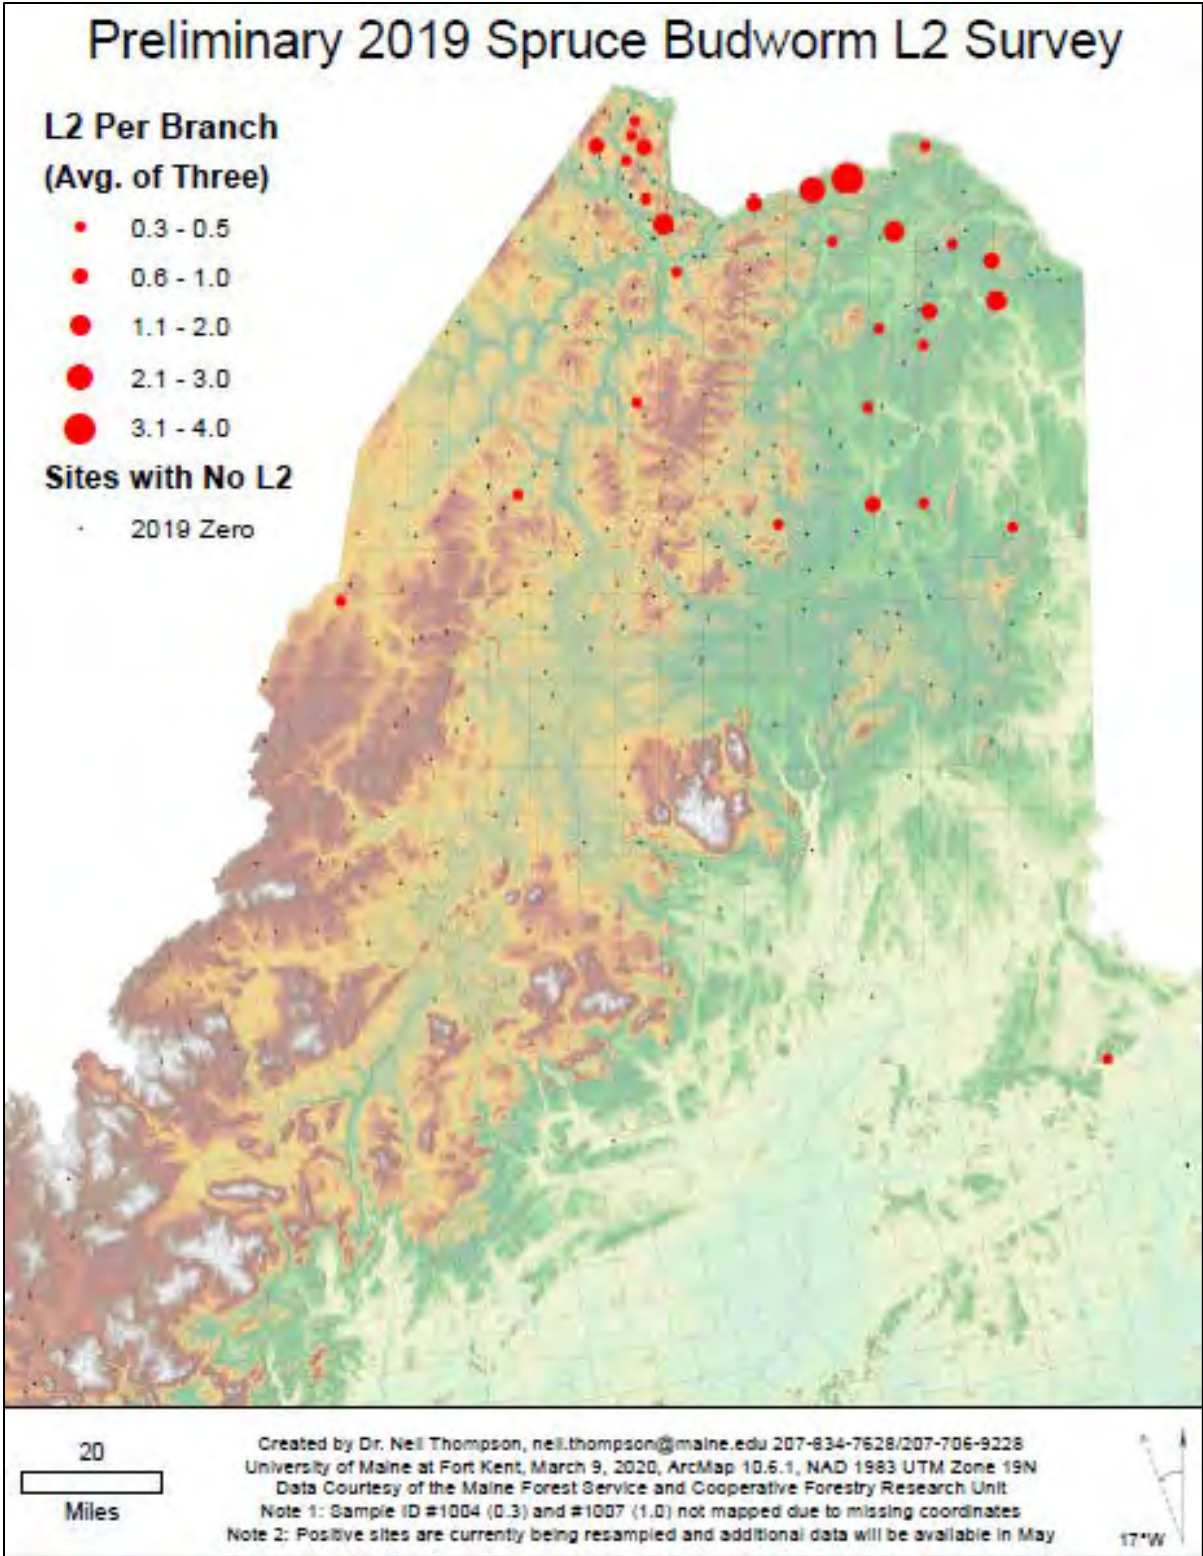 Preliminary 2019 Spruce Budworm L2 Survey
L2 Per Branch
(Avg. of Three)
0.3 - 0.5
0.6 - 1.0
1.1 - 2.0
2.1 - 3.0
3.1 - 4.0
Sites with No L2
2019 Zero
20
Miles
Created by Dr. Neil Thompson, neil.thompson@maine.edu 207-834-7628/207-706-9228
University of Maine at Fort Kent, March 9, 2020, ArcMap 10.6.1, NAD 1983 UTM Zone 19N
Data Courtesy of the Maine Forest Service and Cooperative Forestry Research Unit
Note 1: Sample ID #1004 (0.3) and #1007 (1.0) not mapped due to missing coordinates
Note 2: Positive sites are currently being resampled and additional data will be available in May
17°W